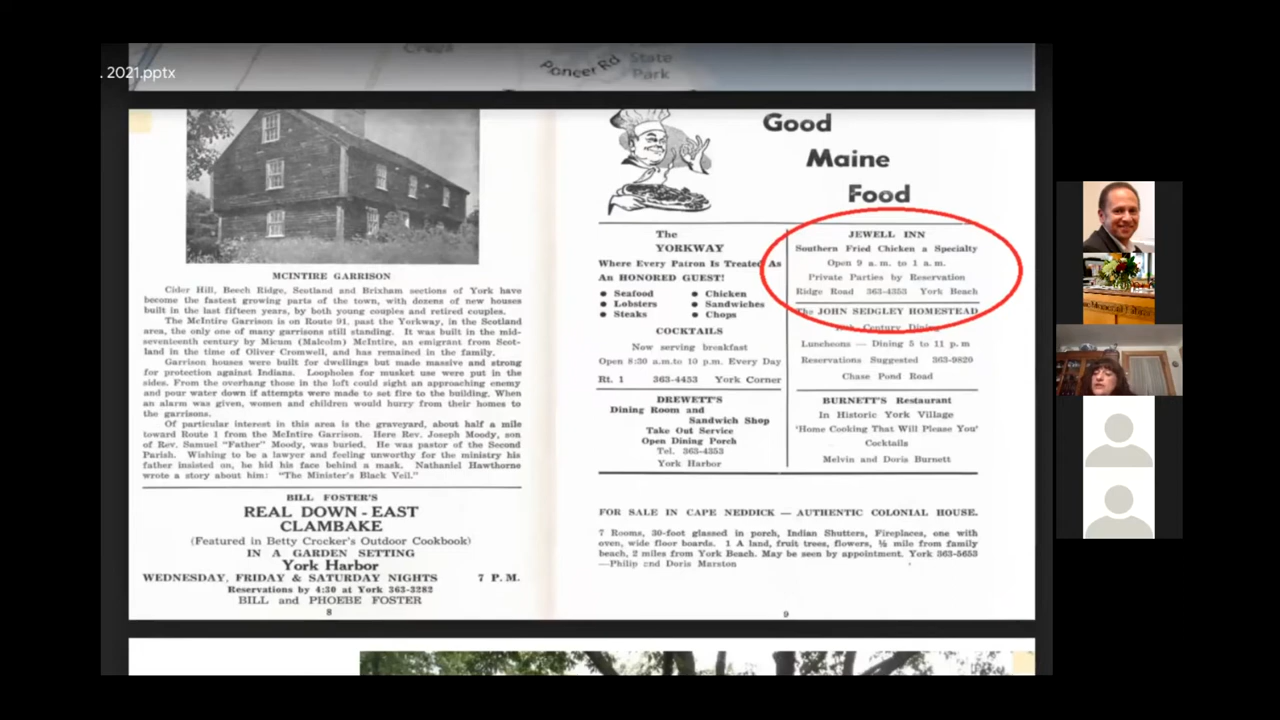 . 2021.pptx
Creek
Pioneer Rd
State
Park
MCINTIRE GARRISON
Cider Hill, Beech Ridge, Scotland and Brixham sections of York have
become the fastest growing parts of the town, with dozens of new houses
built in the last fifteen years, by both young couples and retired couples.
The McIntire Garrison is on Route 91, past the Yorkway, in the Scotland
area, the only one of many garrisons still standing. It was built in the mid-
seventeenth century by Micum (Malcolm) McIntire, an emigrant from Scot-
land in the time of Oliver Cromwell, and has remained in the family.
Garrison houses were built for dwellings but made massive and strong
for protection against Indians. Loopholes for musket use were put in the
sides. From the overhang those in the loft could sight an approaching enemy
and pour water down if attempts were made to set fire to the building. When
an alarm was given, women and children would hurry from their homes to
the garrisons.
Of particular interest in this area is the graveyard, about half a mile
toward Route 1 from the McIntire Garrison. Here Rev. Joseph Moody, son
of Rev. Samuel "Father" Moody, was buried. He was pastor of the Second
Parish. Wishing to be a lawyer and feeling unworthy for the ministry his
father insisted on, he hid his face behind a mask. Nathaniel Hawthorne
wrote a story about him: "The Minister's Black Veil."
BILL FOSTER'S
REAL DOWN - EAST
CLAMBAKE
(Featured in Betty Crocker's Outdoor Cookbook)
IN A GARDEN SETTING
York Harbor
WEDNESDAY, FRIDAY & SATURDAY NIGHTS 7 P.M.
Reservations by 4:30 at York 363-3282
BILL and PHOEBE FOSTER
8
Good
Maine
Food
The
YORKWAY
Where Every Patron Is Treated As
An HONORED GUEST!
● Seafood ● Chicken
● Lobsters ● Sandwiches
● Steaks ● Chops
COCKTAILS
Now serving breakfast
Open 8:30 a.m.to 10 p.m. Every Day
Rt. 1 363-4453 York Corner
DREWETT'S
Dining Room and
Sandwich Shop
Take Out Service
Open Dining Porch
Tel. 363-4353
York Harbor
JEWELL INN
Southern Fried Chicken a Specialty
Open 9 a.m. to 1 a.m.
Private Parties by Reservation
Ridge Road 363-4353 York Beach
The JOHN SEDGLEY HOMESTEAD
Century Dining
Luncheons — Dining 5 to 11 p.m
Reservations Suggested 363-9820
Chase Pond Road
BURNETT'S Restaurant
In Historic York Village
'Home Cooking That Will Please You'
Cocktails
Melvin and Doris Burnett
FOR SALE IN CAPE NEDDICK — AUTHENTIC COLONIAL HOUSE.
7 Rooms, 30-foot glassed in porch, Indian Shutters, Fireplaces, one with
oven, wide floor boards. 1 A land, fruit trees, flowers, ½ mile from family
beach, 2 miles from York Beach. May be seen by appointment. York 363-5653
—Philip and Doris Marston
9